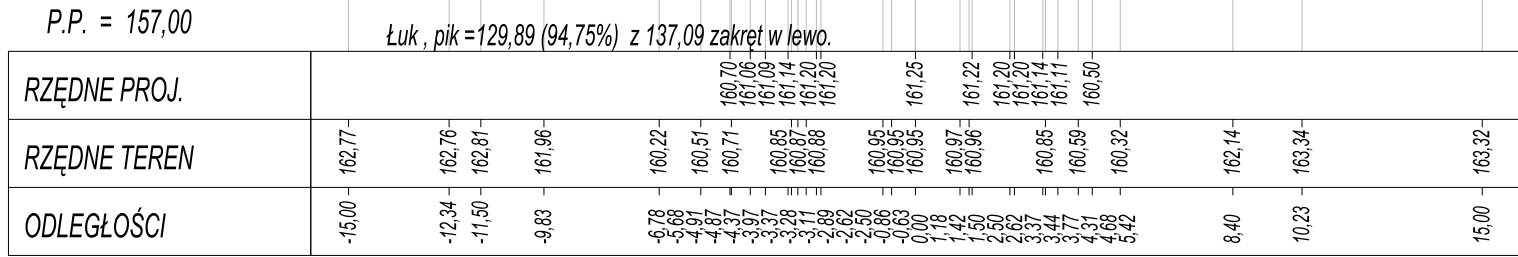 P.P. = 157,00
Łuk , pik =129,89 (94,75%) z 137,09 zakręt w lewo.
RZĘDNE PROJ. 160,70 161,06 161,09 161,14 161,20 161,20 161,25 161,22 161,20 161,20 161,14 161,11 160,50
RZĘDNE TEREN 162,77 162,76 162,81 161,96 160,22 160,51 160,71 160,85 160,87 160,88 160,95 160,95 160,95 160,97 160,96 160,85 160,59 160,32 162,14 163,34 163,32
ODLEGŁOŚCI -15,00 -12,34 -11,50 -9,83 -6,78 -5,68 -4,91 -4,87 -4,37 -3,97 -3,37 -3,28 -3,11 -2,89 -2,62 -2,50 -0,86 -0,63 0,00 1,18 1,42 1,50 2,50 2,62 3,37 3,44 3,77 4,31 4,68 5,42 8,40 10,23 15,00